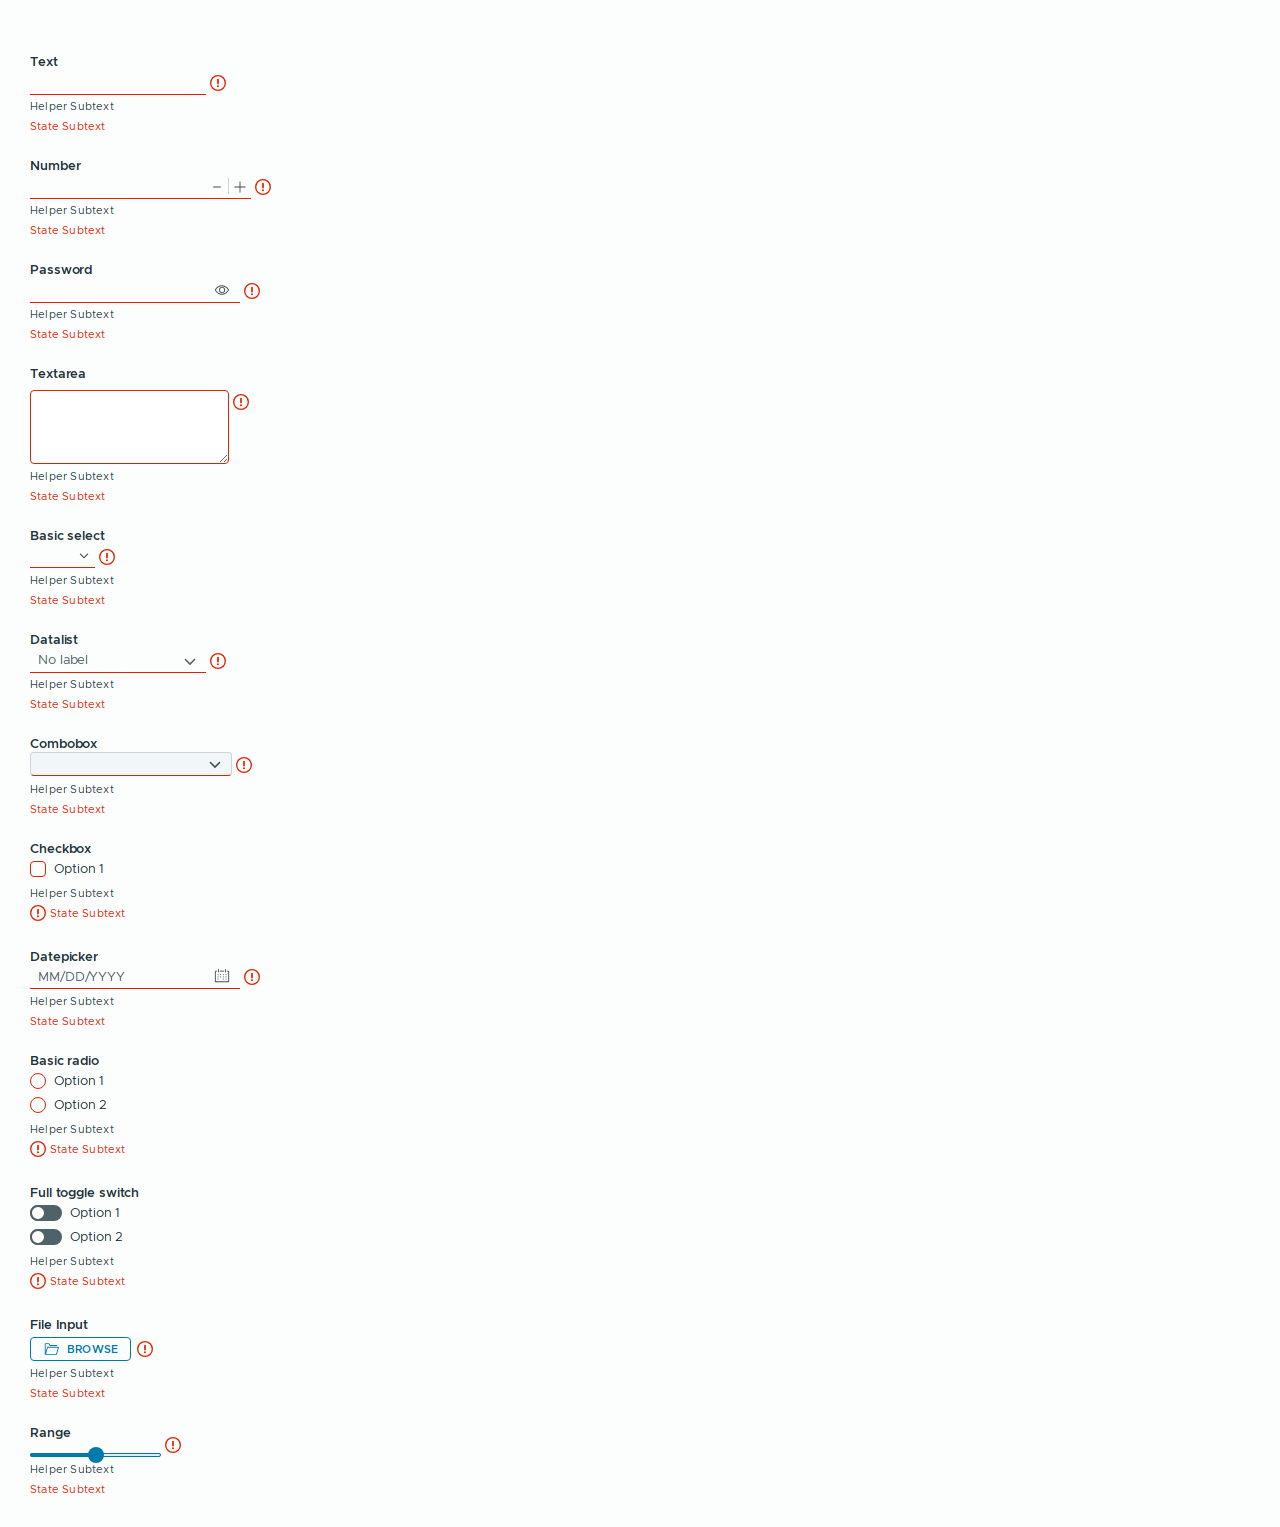 Text
Helper Subtext
State Subtext
Number
Helper Subtext
State Subtext
Password
Helper Subtext
State Subtext
Textarea
Helper Subtext
State Subtext
Basic select
Helper Subtext
State Subtext
Datalist
No label
Helper Subtext
State Subtext
Combobox
Helper Subtext
State Subtext
Checkbox
Option 1
Helper Subtext
State Subtext
Datepicker
MM/DD/YYYY
Helper Subtext
State Subtext
Basic radio
Option 1
Option 2
Helper Subtext
State Subtext
Full toggle switch
Option 1
Option 2
Helper Subtext
State Subtext
File Input
BROWSE
Helper Subtext
State Subtext
Range
Helper Subtext
State Subtext